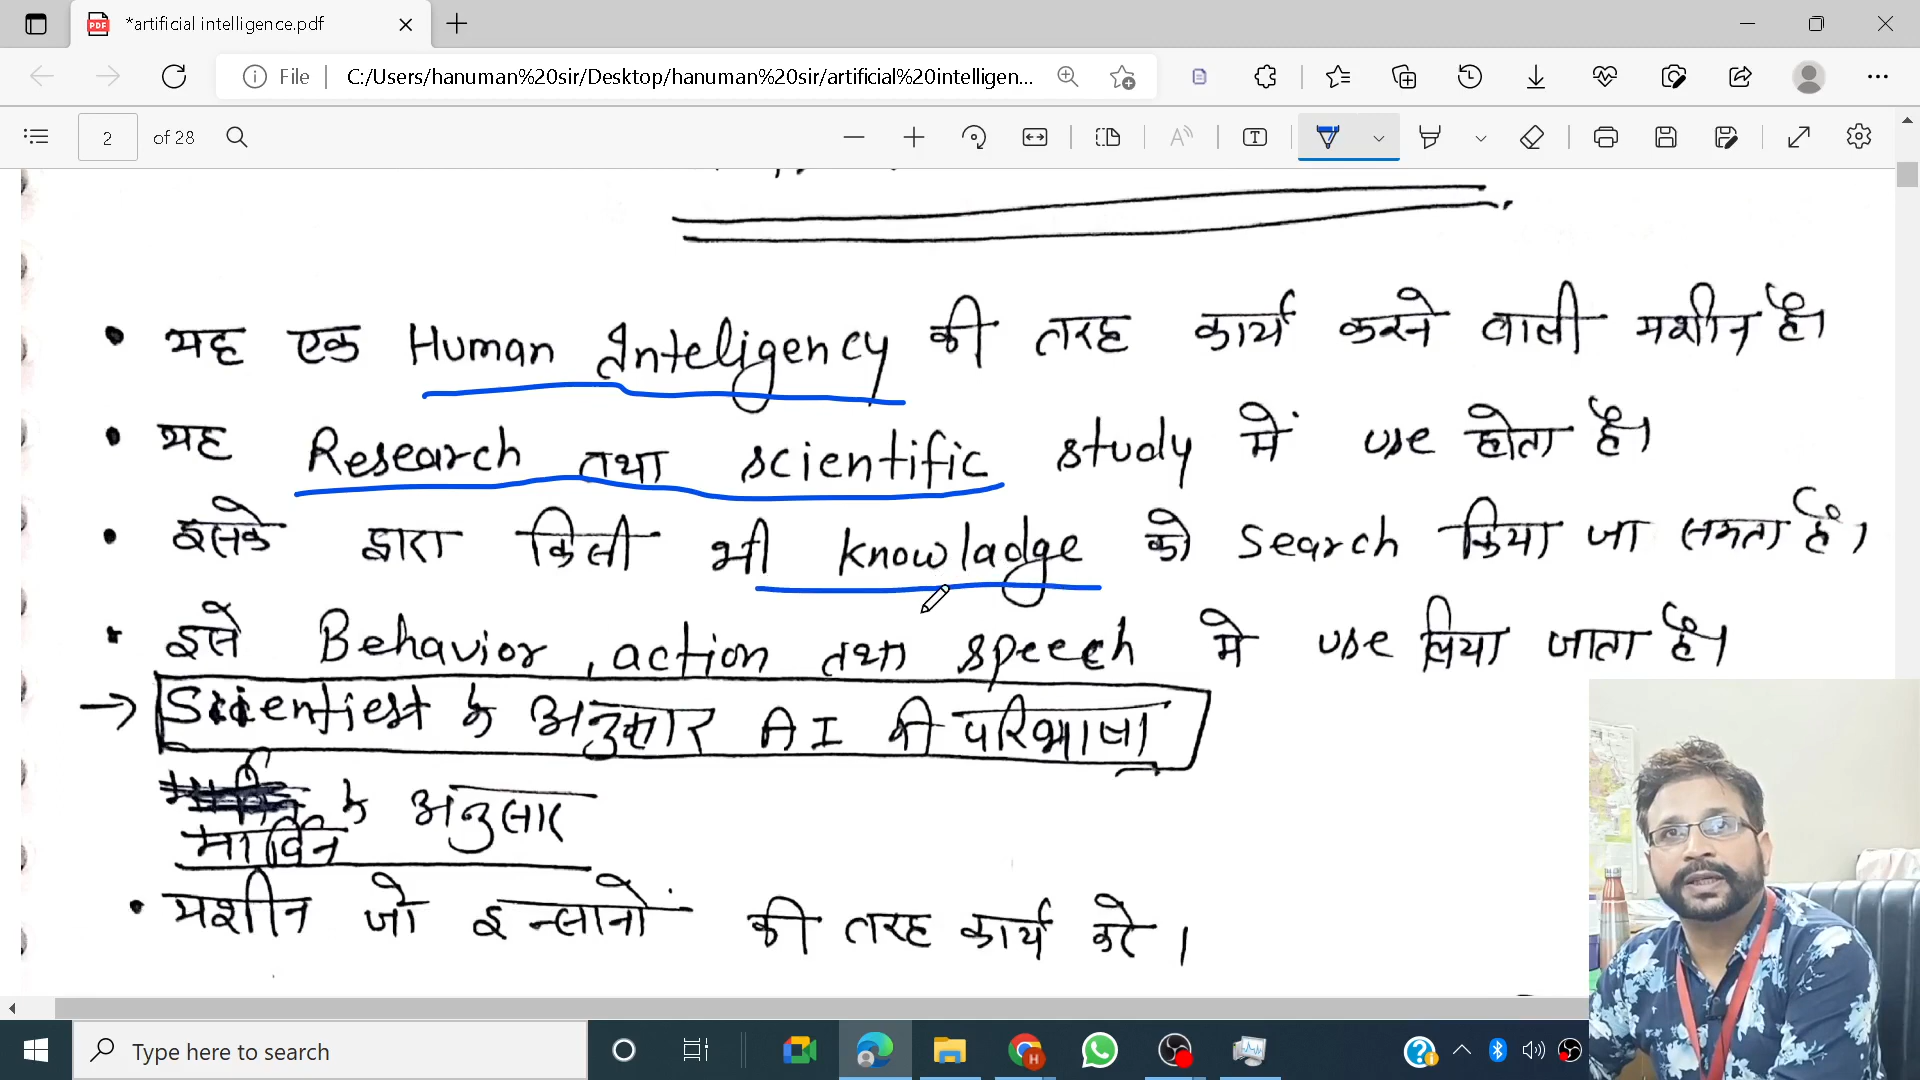 *artificial intelligence.pdf
File C:/Users/hanuman%20sir/Desktop/hanuman%20sir/artificial%20intelligen...
2 of 28
• यह एक Human Inteligency की तरह कार्य करने वाली मशीन है।
• यह Research तथा scientific study में use होता है।
• इसके द्वारा किसी भी knowladge को search किया जा सकता है।
• इसे Behavior, action तथा speech मे use लिया जाता है।
→ Scientiest के अनुसार AI की परिभाषा
मार्विन के अनुसार
• मशीन जो इन्सानों की तरह कार्य करे।
Type here to search